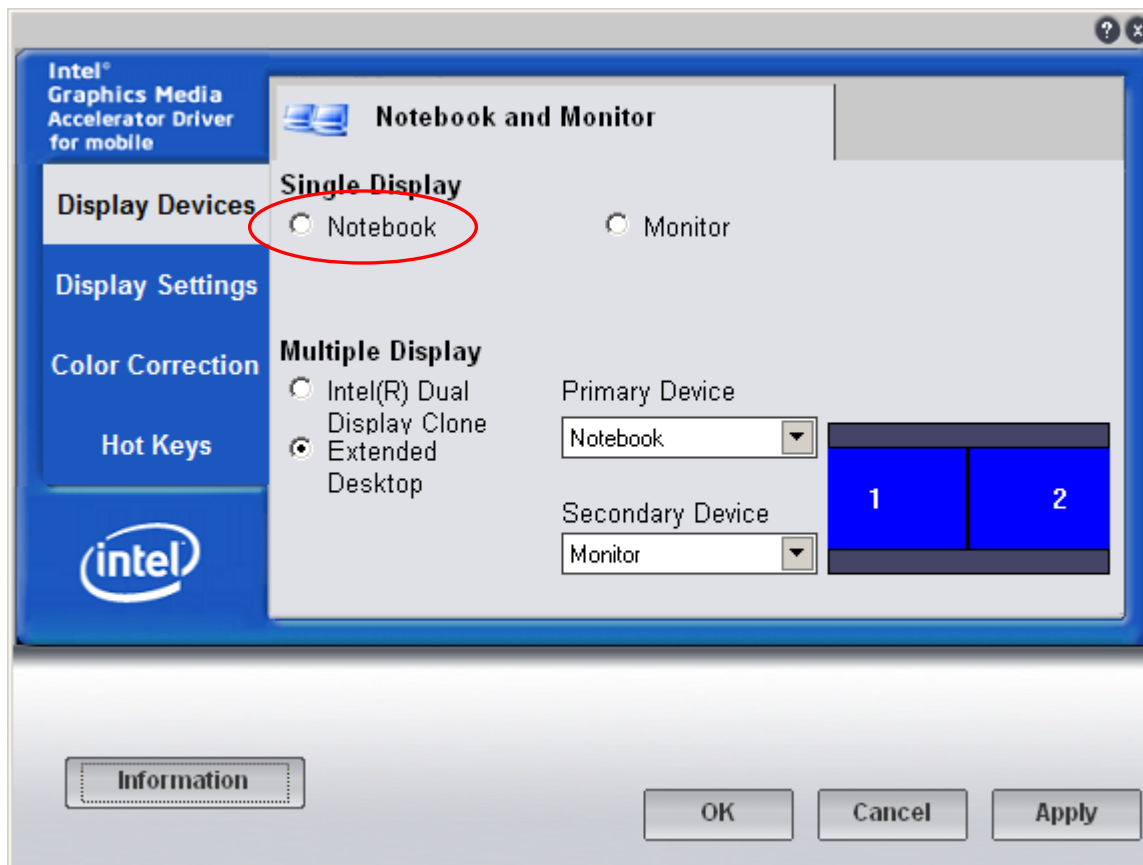 Intel®
Graphics Media
Accelerator Driver
for mobile
Notebook and Monitor
Display Devices
Display Settings
Color Correction
Hot Keys
intel
Single Display
Notebook
Monitor
Multiple Display
Intel(R) Dual
Display Clone
Extended
Desktop
Primary Device
Notebook
Secondary Device
Monitor
1
2
Information
OK
Cancel
Apply